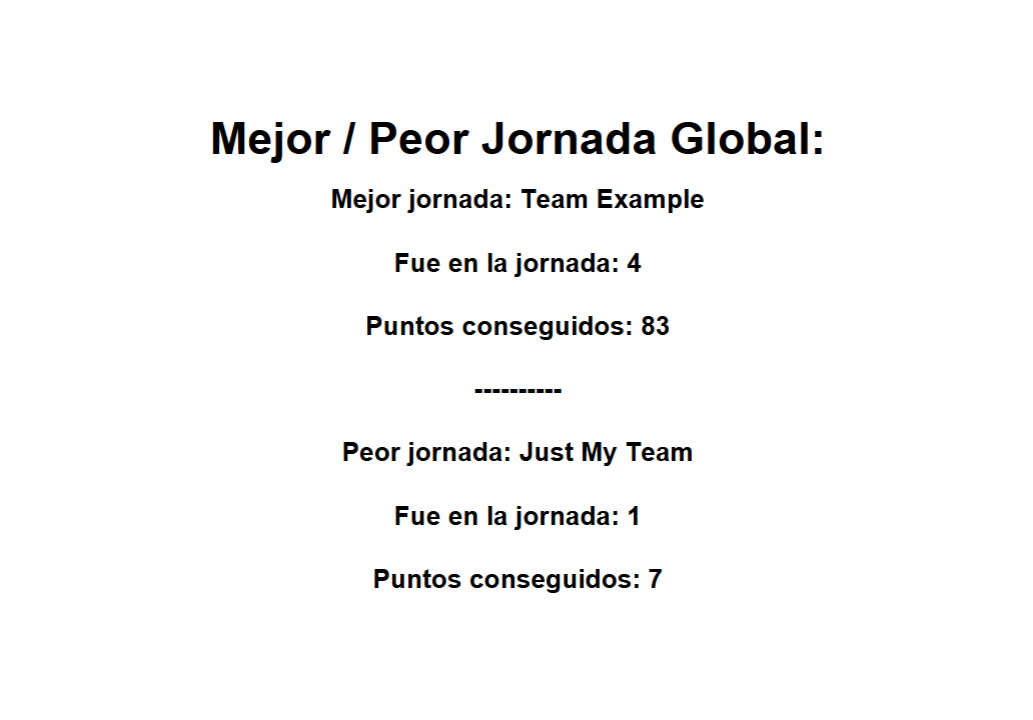 Mejor / Peor Jornada Global:
Mejor jornada: Team Example
Fue en la jornada: 4
Puntos conseguidos: 83
----------
Peor jornada: Just My Team
Fue en la jornada: 1
Puntos conseguidos: 7